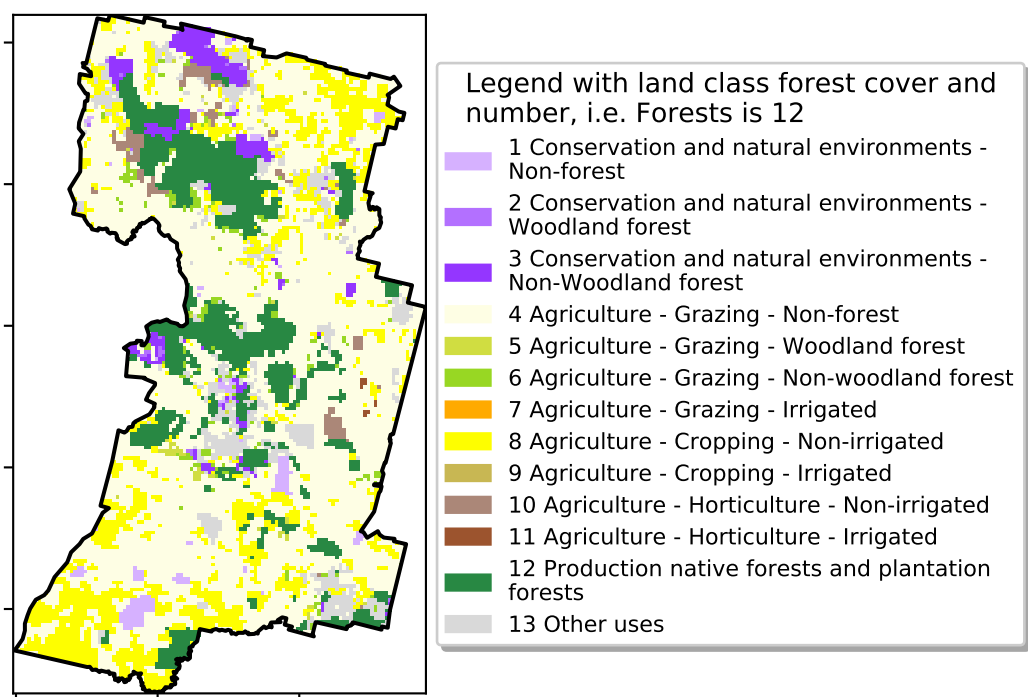 Legend with land class forest cover and
number, i.e. Forests is 12
1 Conservation and natural environments -
Non-forest
2 Conservation and natural environments -
Woodland forest
3 Conservation and natural environments -
Non-Woodland forest
4 Agriculture - Grazing - Non-forest
5 Agriculture - Grazing - Woodland forest
6 Agriculture - Grazing - Non-woodland forest
7 Agriculture - Grazing - Irrigated
8 Agriculture - Cropping - Non-irrigated
9 Agriculture - Cropping - Irrigated
10 Agriculture - Horticulture - Non-irrigated
11 Agriculture - Horticulture - Irrigated
12 Production native forests and plantation
forests
13 Other uses